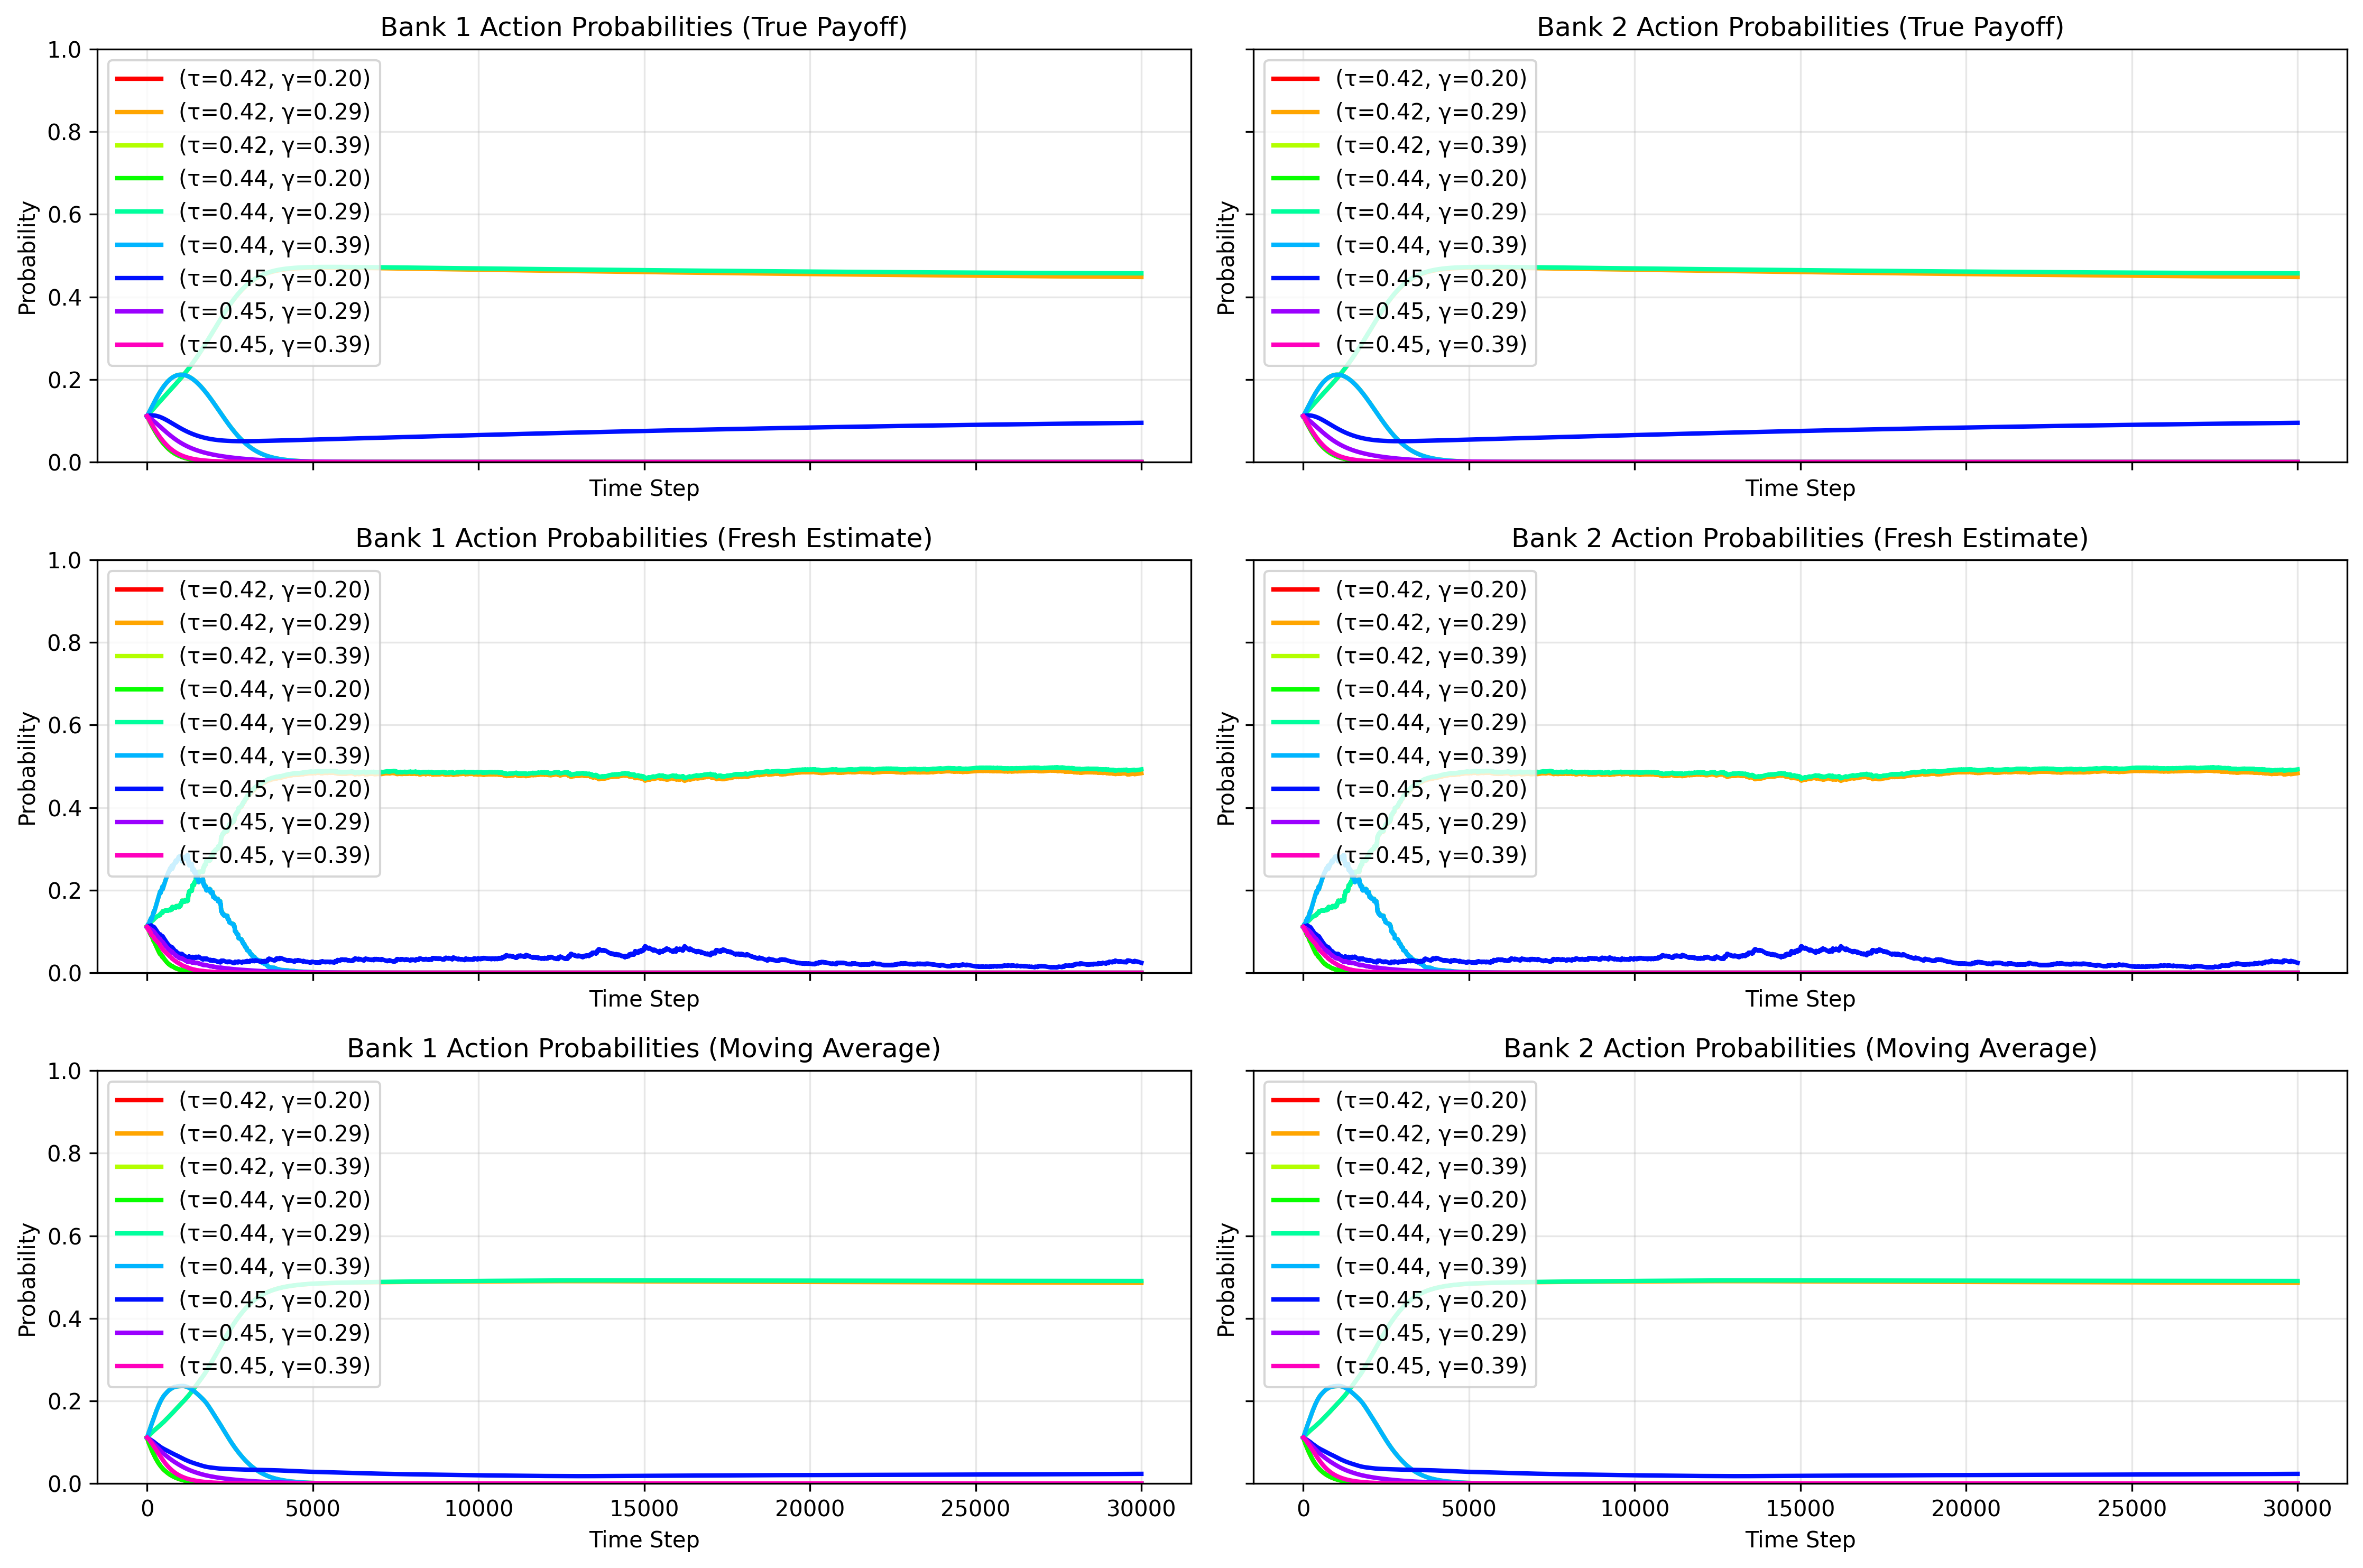 Bank 1 Action Probabilities (True Payoff)
1.0
0.8
0.6
0.4
0.2
0.0
Probability
(τ=0.42, γ=0.20)
(τ=0.42, γ=0.29)
(τ=0.42, γ=0.39)
(τ=0.44, γ=0.20)
(τ=0.44, γ=0.29)
(τ=0.44, γ=0.39)
(τ=0.45, γ=0.20)
(τ=0.45, γ=0.29)
(τ=0.45, γ=0.39)
Time Step
Bank 2 Action Probabilities (True Payoff)
Probability
(τ=0.42, γ=0.20)
(τ=0.42, γ=0.29)
(τ=0.42, γ=0.39)
(τ=0.44, γ=0.20)
(τ=0.44, γ=0.29)
(τ=0.44, γ=0.39)
(τ=0.45, γ=0.20)
(τ=0.45, γ=0.29)
(τ=0.45, γ=0.39)
Time Step
Bank 1 Action Probabilities (Fresh Estimate)
1.0
0.8
0.6
0.4
0.2
0.0
Probability
(τ=0.42, γ=0.20)
(τ=0.42, γ=0.29)
(τ=0.42, γ=0.39)
(τ=0.44, γ=0.20)
(τ=0.44, γ=0.29)
(τ=0.44, γ=0.39)
(τ=0.45, γ=0.20)
(τ=0.45, γ=0.29)
(τ=0.45, γ=0.39)
Time Step
Bank 2 Action Probabilities (Fresh Estimate)
Probability
(τ=0.42, γ=0.20)
(τ=0.42, γ=0.29)
(τ=0.42, γ=0.39)
(τ=0.44, γ=0.20)
(τ=0.44, γ=0.29)
(τ=0.44, γ=0.39)
(τ=0.45, γ=0.20)
(τ=0.45, γ=0.29)
(τ=0.45, γ=0.39)
Time Step
Bank 1 Action Probabilities (Moving Average)
1.0
0.8
0.6
0.4
0.2
0.0
Probability
(τ=0.42, γ=0.20)
(τ=0.42, γ=0.29)
(τ=0.42, γ=0.39)
(τ=0.44, γ=0.20)
(τ=0.44, γ=0.29)
(τ=0.44, γ=0.39)
(τ=0.45, γ=0.20)
(τ=0.45, γ=0.29)
(τ=0.45, γ=0.39)
0 5000 10000 15000 20000 25000 30000
Time Step
Bank 2 Action Probabilities (Moving Average)
Probability
(τ=0.42, γ=0.20)
(τ=0.42, γ=0.29)
(τ=0.42, γ=0.39)
(τ=0.44, γ=0.20)
(τ=0.44, γ=0.29)
(τ=0.44, γ=0.39)
(τ=0.45, γ=0.20)
(τ=0.45, γ=0.29)
(τ=0.45, γ=0.39)
0 5000 10000 15000 20000 25000 30000
Time Step